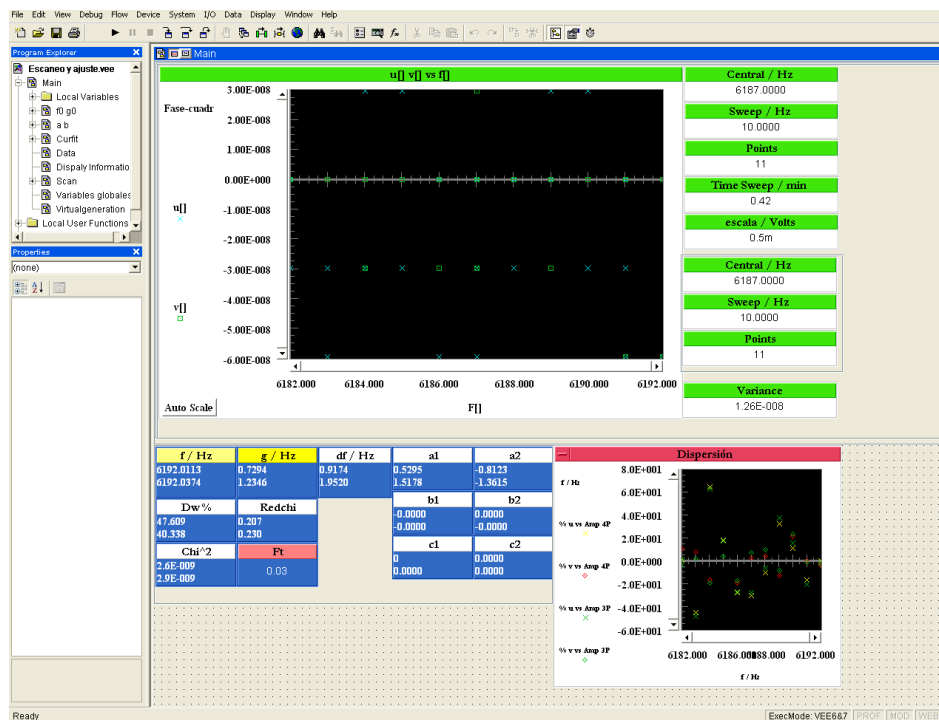 File Edit View Debug Flow Device System I/O Data Display Window Help
Program Explorer
Escaneo y ajuste.vee
Main
Local Variables
f0 g0
a b
Curfit
Data
Dispaly Informatio
Scan
Variables globales
Virtualgeneration
Local User Functions
Properties
(none)
Main
u[] v[] vs f[]
Fase-cuadr
3.00E-008
2.00E-008
1.00E-008
0.00E+000
-1.00E-008
-2.00E-008
-3.00E-008
-4.00E-008
-5.00E-008
-6.00E-008
u[]
v[]
6182.000 6184.000 6186.000 6188.000 6190.000 6192.000
Auto Scale
F[]
Central / Hz
6187.0000
Sweep / Hz
10.0000
Points
11
Time Sweep / min
0.42
escala / Volts
0.5m
Central / Hz
6187.0000
Sweep / Hz
10.0000
Points
11
Variance
1.26E-008
f / Hz g / Hz df / Hz a1 a2
6192.0113 0.7294 0.9174 0.5295 -0.8123
6192.0374 1.2346 1.9520 1.5178 -1.3615
b1 b2
-0.0000 0.0000
-0.0000 -0.0000
Dw% Redchi
47.609 0.207
40.338 0.230
c1 c2
0 0.0000
0.0000 0.0000
Chi^2 Ft
2.6E-009
2.9E-009
0.03
Dispersión
f / Hz
% u vs Amp 4P
% v vs Amp 4P
% u vs Amp 3P
% v vs Amp 3P
8.0E+001
6.0E+001
4.0E+001
2.0E+001
0.0E+000
-2.0E+001
-4.0E+001
-6.0E+001
6182.000 6192.000
f / Hz
Ready
ExecMode: VEE6&7 PROF MOD WEB